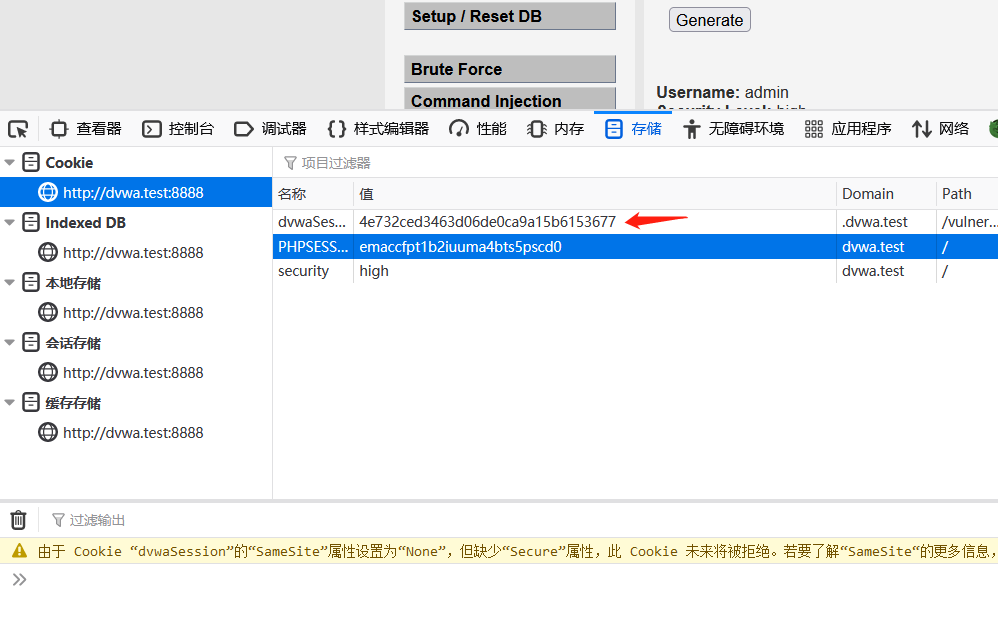 Setup / Reset DB
Generate
Brute Force
Username: admin
Command Injection
Security Level: high
查看器 控制台 调试器 样式编辑器 性能 内存 存储 无障碍环境 应用程序 网络
Cookie
项目过滤器
http://dvwa.test:8888
名称 值 Domain Path
Indexed DB
dvwaSes... 4e732ced3463d06de0ca9a15b6153677 .dvwa.test /vulner...
http://dvwa.test:8888
PHPSESS... emaccfpt1b2iuuma4bts5pscd0 dvwa.test /
security high dvwa.test /
本地存储
http://dvwa.test:8888
会话存储
http://dvwa.test:8888
缓存存储
http://dvwa.test:8888
过滤输出
由于 Cookie “dvwaSession”的“SameSite”属性设置为“None”，但缺少“Secure”属性，此 Cookie 未来将被拒绝。若要了解“SameSite“的更多信息，